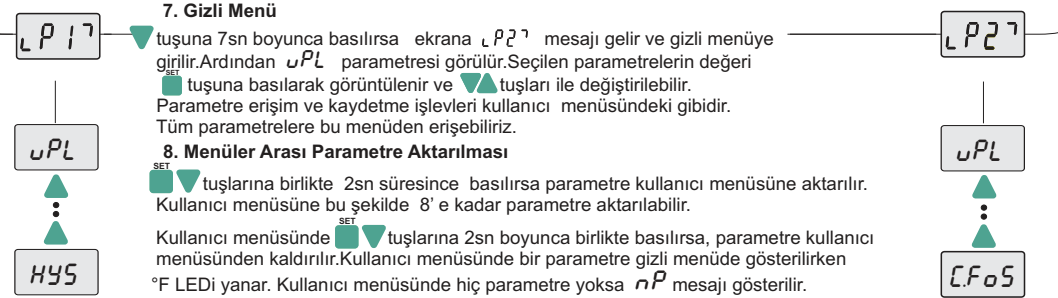 7. Gizli Menü
tuşuna 7sn boyunca basılırsa ekrana ˻P2˺ mesajı gelir ve gizli menüye
girilir.Ardından uPL parametresi görülür.Seçilen parametrelerin değeri
SET
tuşuna basılarak görüntülenir ve tuşları ile değiştirilebilir.
Parametre erişim ve kaydetme işlevleri kullanıcı menüsündeki gibidir.
Tüm parametrelere bu menüden erişebiliriz.
8. Menüler Arası Parametre Aktarılması
SET
tuşlarına birlikte 2sn süresince basılırsa parametre kullanıcı menüsüne aktarılır.
Kullanıcı menüsüne bu şekilde 8' e kadar parametre aktarılabilir.
SET
Kullanıcı menüsünde tuşlarına 2sn boyunca birlikte basılırsa, parametre kullanıcı
menüsünden kaldırılır.Kullanıcı menüsünde bir parametre gizli menüde gösterilirken
°F LEDi yanar. Kullanıcı menüsünde hiç parametre yoksa nP mesajı gösterilir.
˻P1˺
uPL
HYS
˻P2˺
uPL
C.FoS